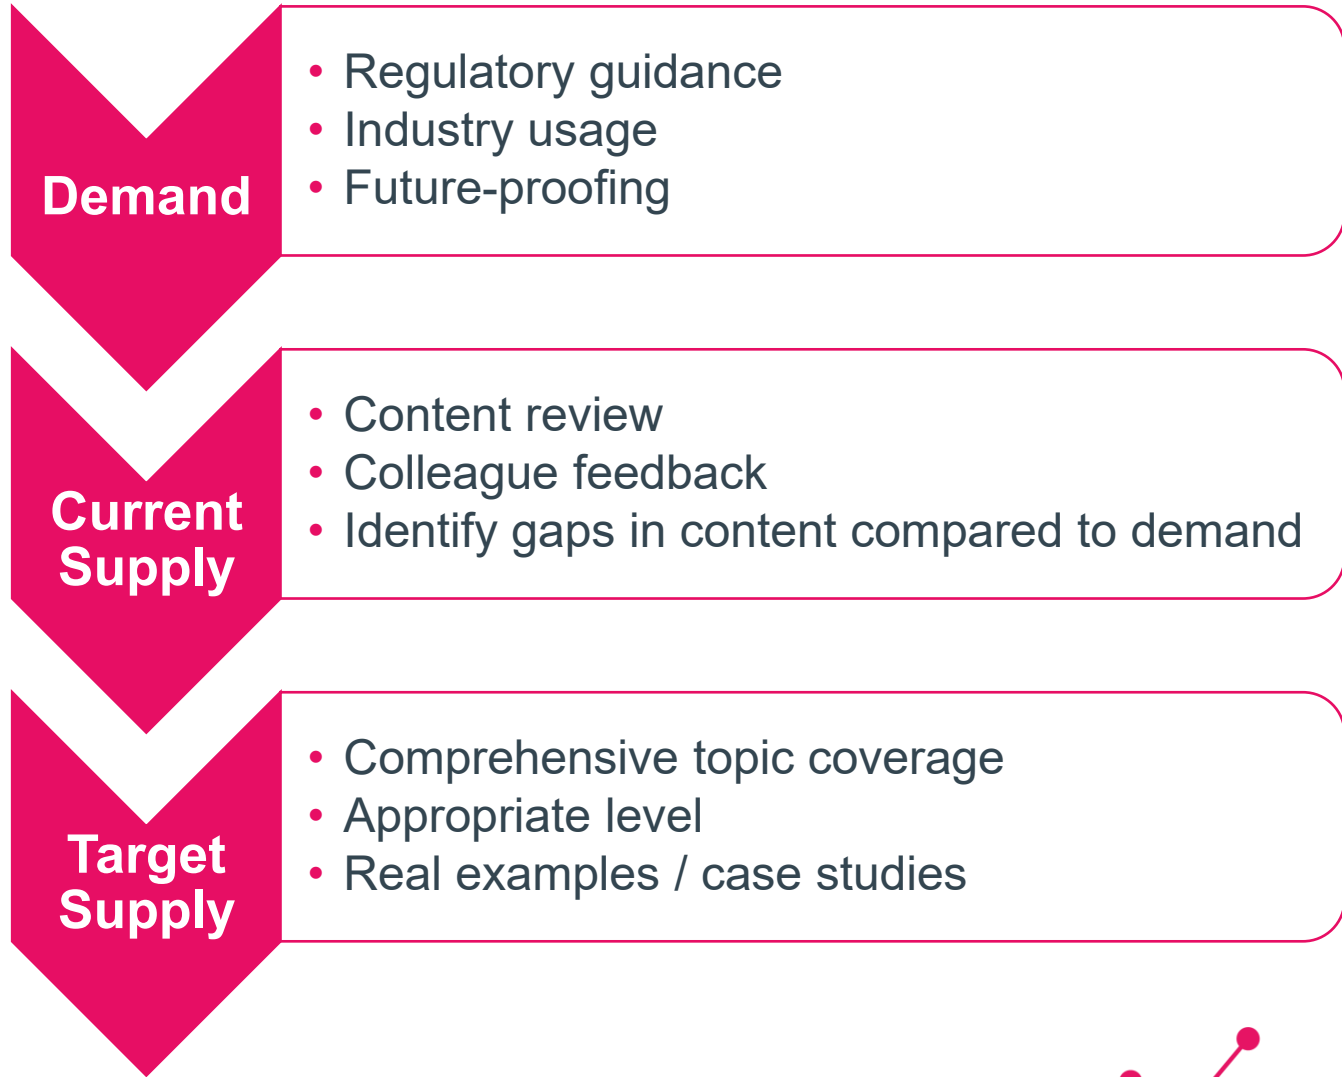 Demand
• Regulatory guidance
• Industry usage
• Future-proofing
Current
Supply
• Content review
• Colleague feedback
• Identify gaps in content compared to demand
Target
Supply
• Comprehensive topic coverage
• Appropriate level
• Real examples / case studies